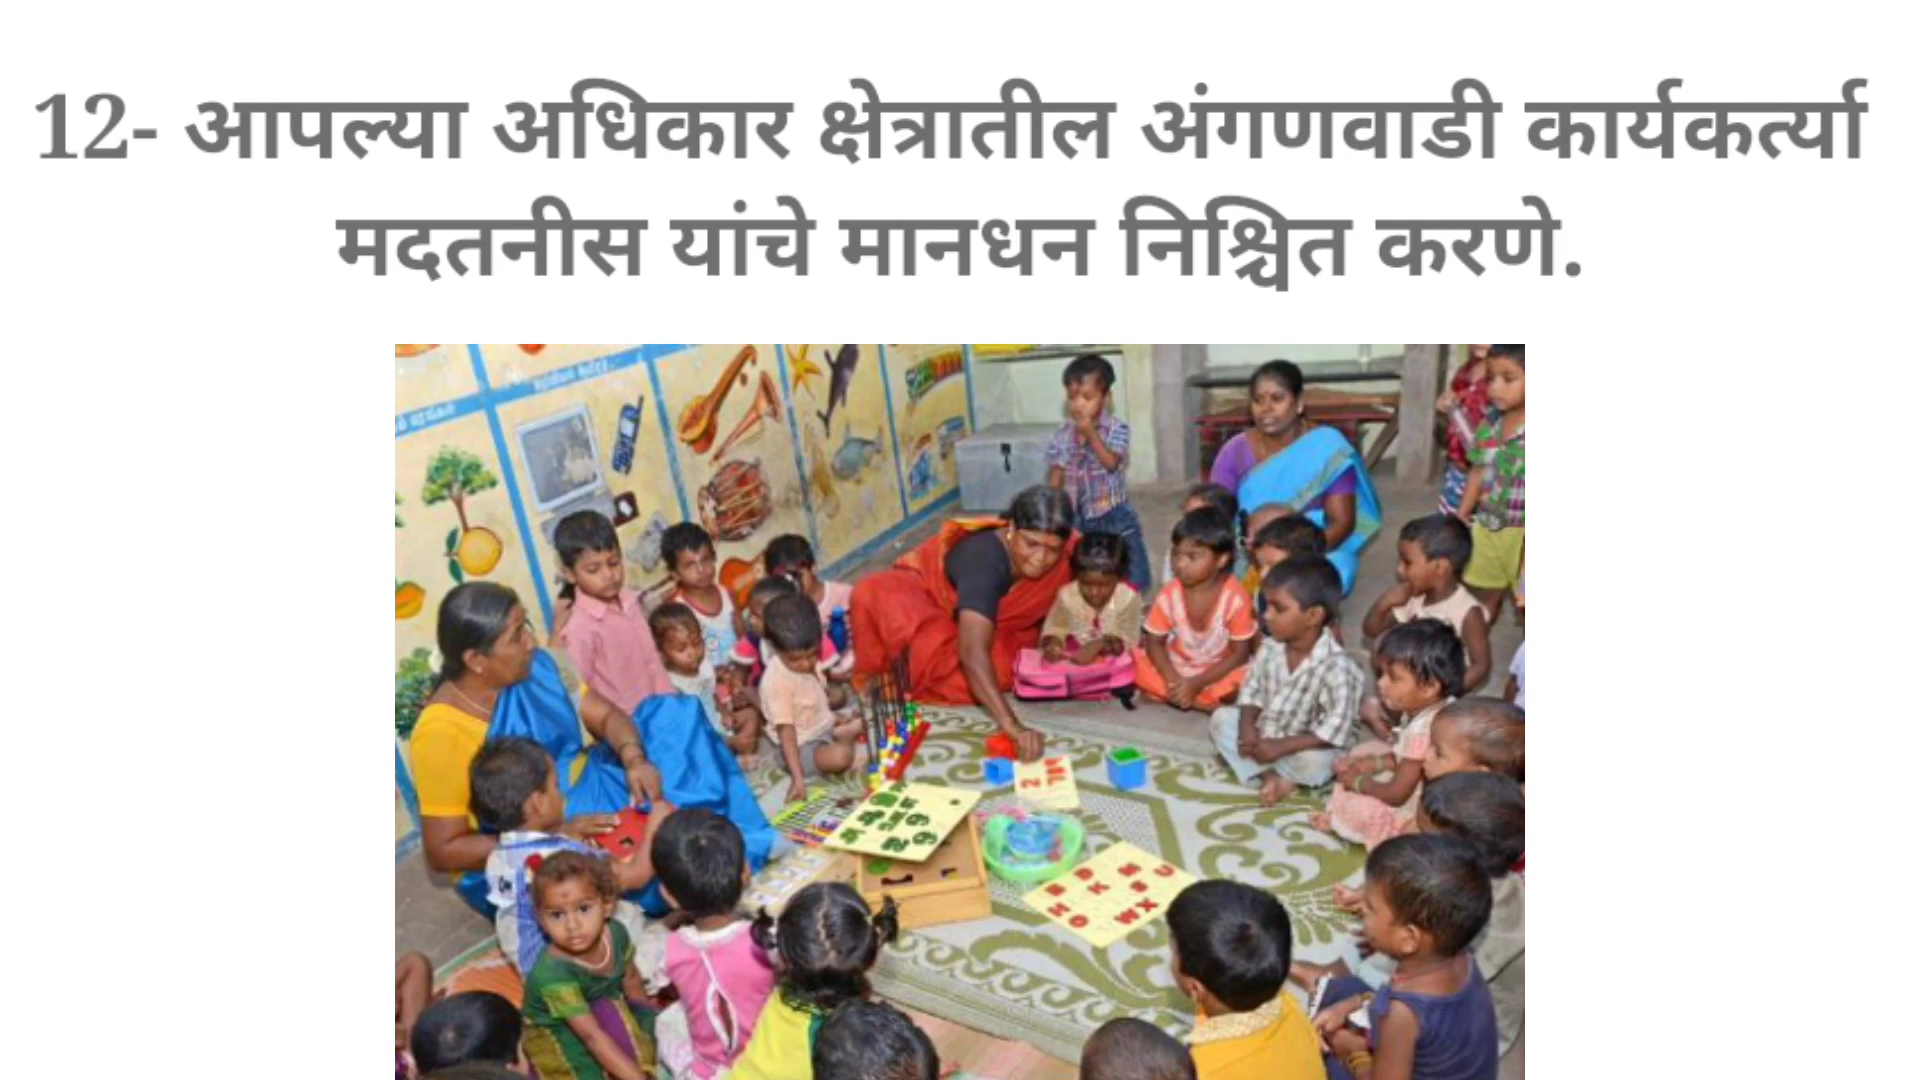 12- आपल्या अधिकार क्षेत्रातील अंगणवाडी कार्यकर्त्या
मदतनीस यांचे मानधन निश्चित करणे.